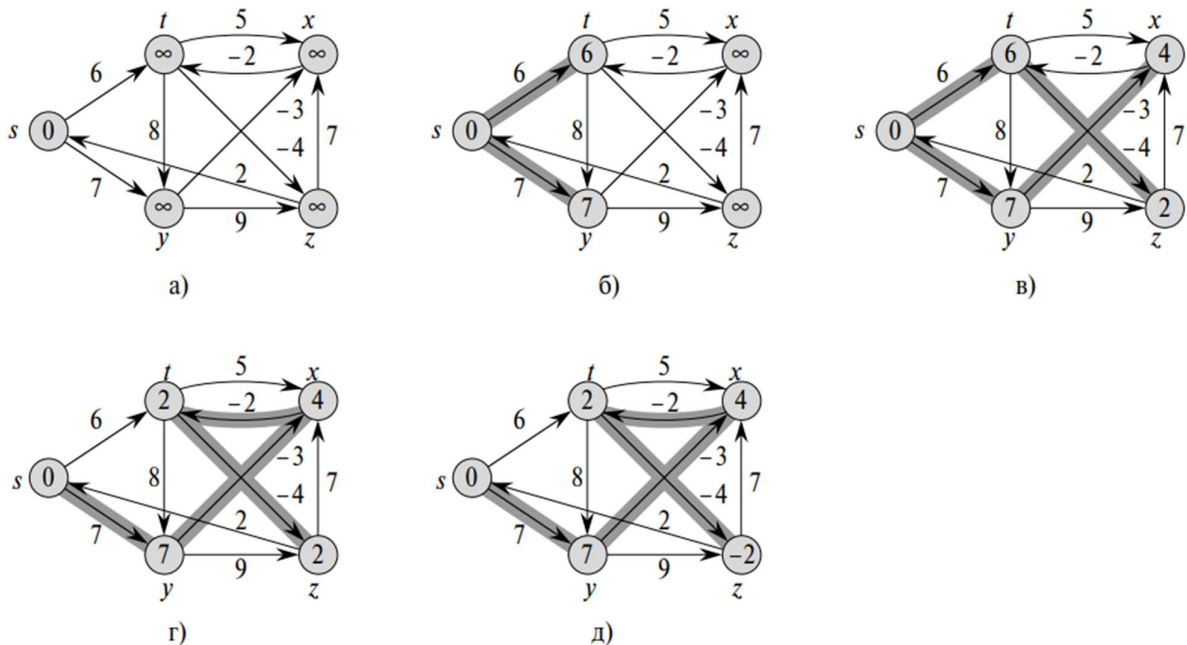 t 5 x
∞ -2 ∞
6
-3
s 0 8 7
-4
7 2
∞ 9 ∞
y z
а)
t 5 x
6 -2 ∞
6
-3
s 0 8 7
-4
7 2
7 9 ∞
y z
б)
t 5 x
6 -2 4
6
-3
s 0 8 7
-4
7 2
7 9 2
y z
в)
t 5 x
2 -2 4
6
-3
s 0 8 7
-4
7 2
7 9 2
y z
г)
t 5 x
2 -2 4
6
-3
s 0 8 7
-4
7 2
7 9 -2
y z
д)